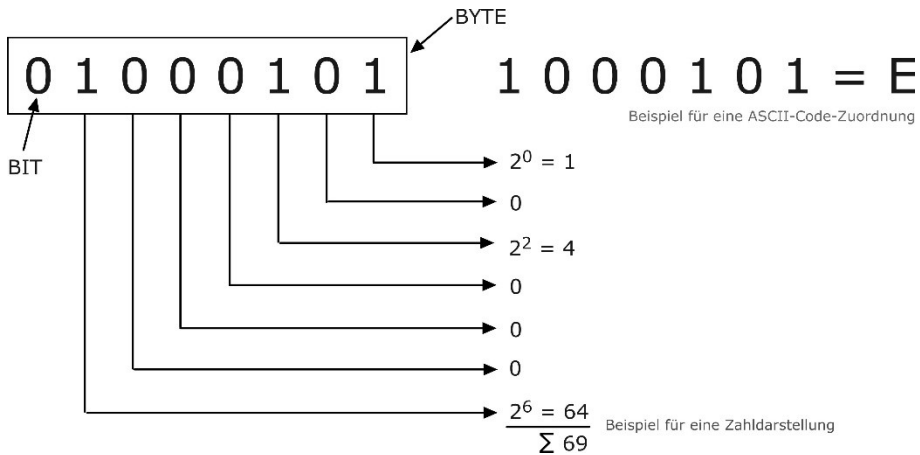 BYTE
0 1 0 0 0 1 0 1
1 0 0 0 1 0 1 = E
Beispiel für eine ASCII-Code-Zuordnung
BIT
2⁰ = 1
0
2² = 4
0
0
0
2⁶ = 64
Beispiel für eine Zahldarstellung
Σ 69